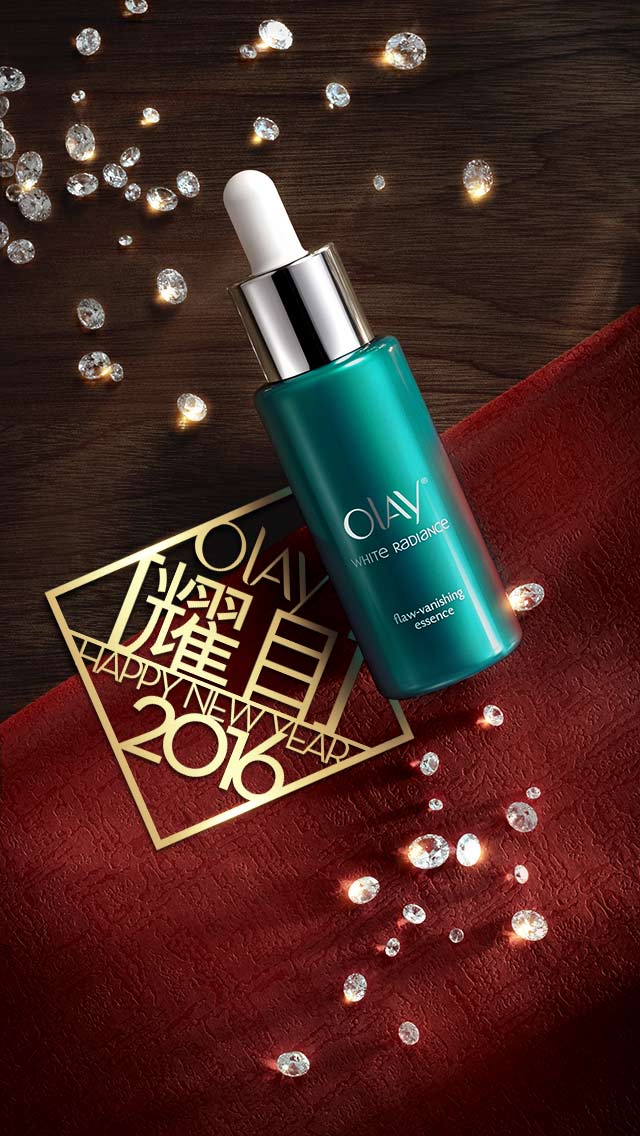 OLAY®
WHITE RADIANCE
flaw-vanishing
essence
OLAY
耀目
HAPPY NEW YEAR
2016